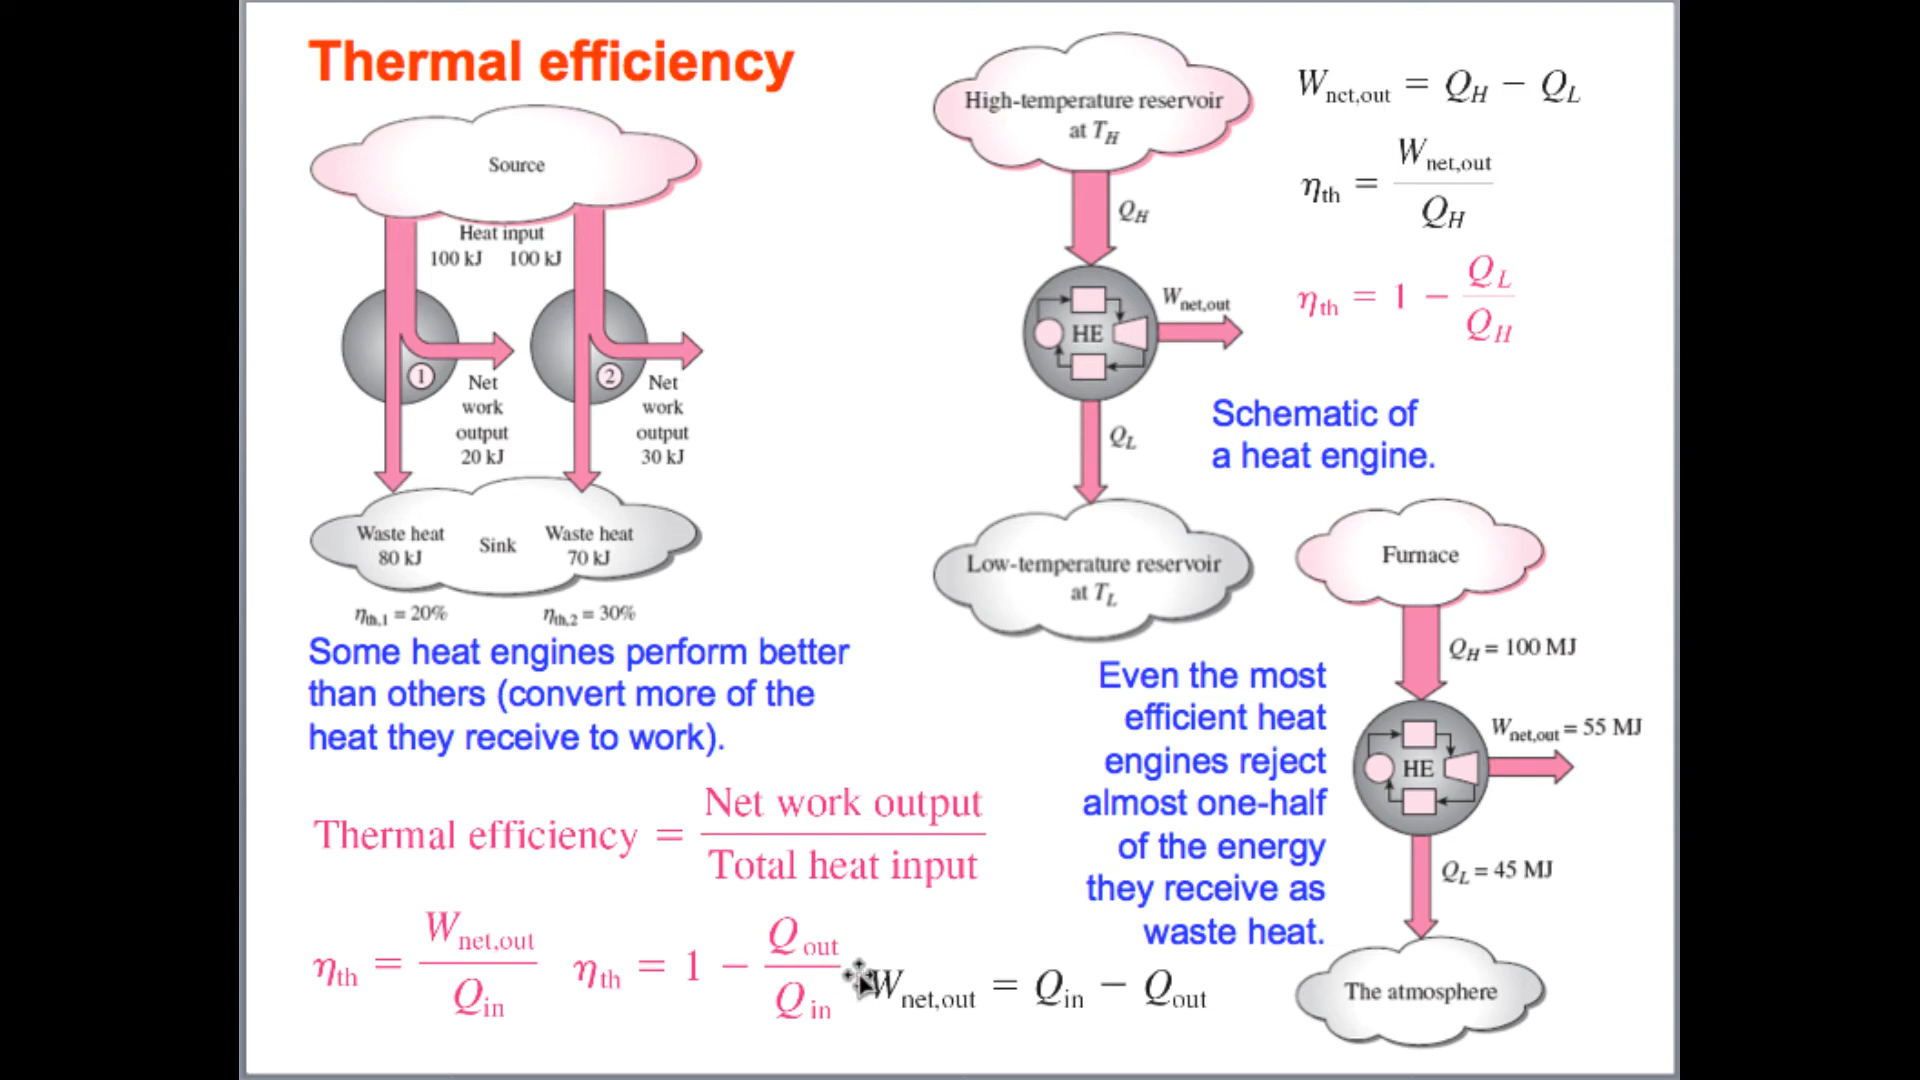 Thermal efficiency
Source
Heat input
100 kJ 100 kJ
1
Net
work
output
20 kJ
2
Net
work
output
30 kJ
Waste heat
80 kJ
Sink
Waste heat
70 kJ
ηth,1 = 20%
ηth,2 = 30%
Some heat engines perform better
than others (convert more of the
heat they receive to work).
Thermal efficiency = Net work output / Total heat input
ηth = Wnet,out / Qin
ηth = 1 − Qout / Qin
Wnet,out = Qin − Qout
High-temperature reservoir
at TH
QH
HE
Wnet,out
QL
Low-temperature reservoir
at TL
Wnet,out = QH − QL
ηth = Wnet,out / QH
ηth = 1 − QL / QH
Schematic of
a heat engine.
Even the most
efficient heat
engines reject
almost one-half
of the energy
they receive as
waste heat.
Furnace
QH = 100 MJ
HE
Wnet,out = 55 MJ
QL = 45 MJ
The atmosphere